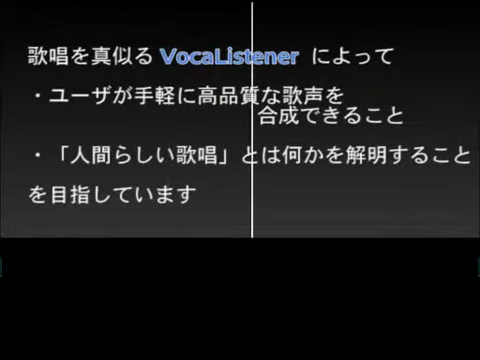 歌唱を真似る VocaListener によって
・ユーザが手軽に高品質な歌声を
合成できること
・「人間らしい歌唱」とは何かを解明すること
を目指しています